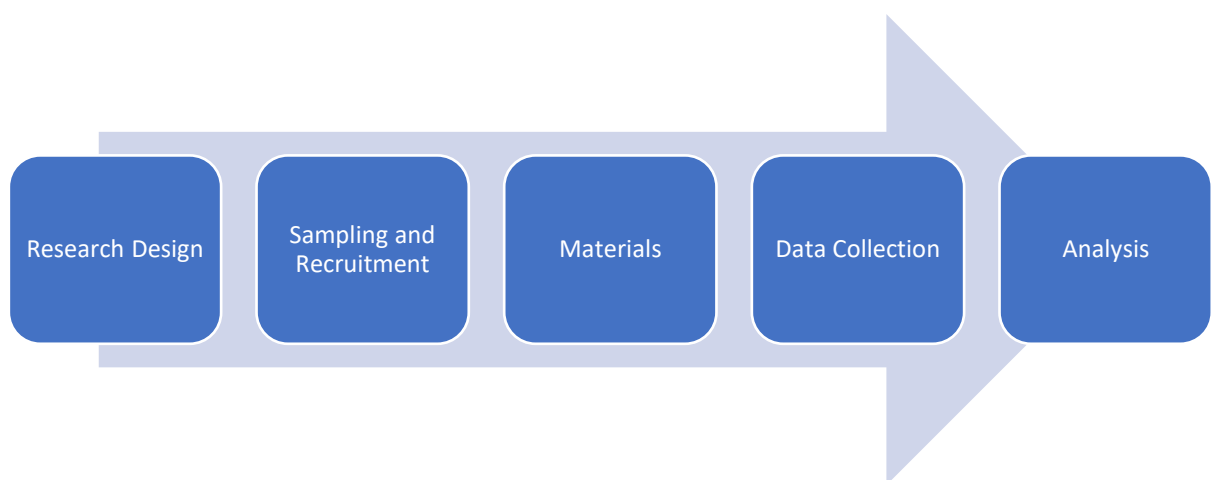 Research Design
Sampling and
Recruitment
Materials
Data Collection
Analysis